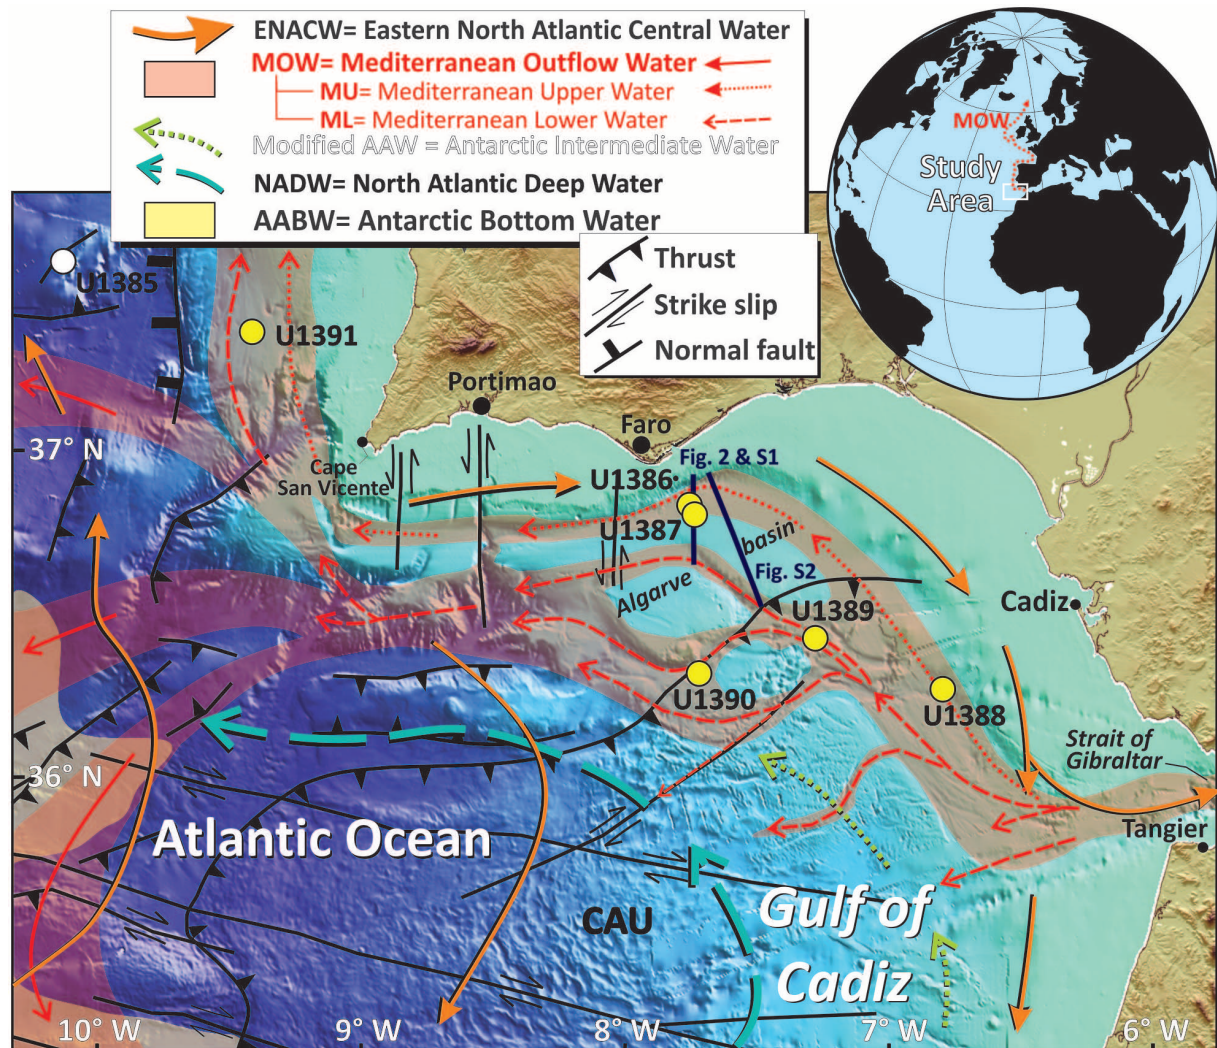 ENACW= Eastern North Atlantic Central Water
MOW= Mediterranean Outflow Water
MU= Mediterranean Upper Water
ML= Mediterranean Lower Water
Modified AAW = Antarctic Intermediate Water
NADW= North Atlantic Deep Water
AABW= Antarctic Bottom Water
MOW
Study
Area
Thrust
Strike slip
Normal fault
U1385
U1391
Portimao
Faro
37° N
Cape
San Vicente
Fig. 2 & S1
U1386
U1387
basin
Algarve
Fig. S2
U1389
Cadiz
U1390
U1388
Strait of
Gibraltar
36° N
Atlantic Ocean
Tangier
CAU
Gulf of
Cadiz
10° W
9° W
8° W
7° W
6° W